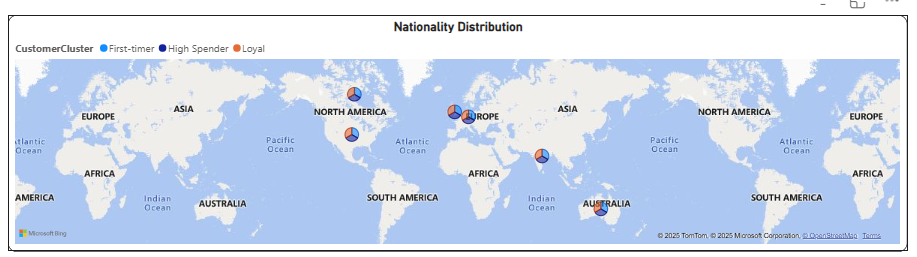 Nationality Distribution
CustomerCluster First-timer High Spender Loyal
EUROPE
ASIA
NORTH AMERICA
EUROPE
ASIA
NORTH AMERICA
EUROPE
Atlantic
Ocean
Pacific
Ocean
Atlantic
Ocean
Pacific
Ocean
Atlantic
Ocean
AFRICA
AFRICA
AFRICA
AMERICA
Indian
Ocean
AUSTRALIA
SOUTH AMERICA
Indian
Ocean
AUSTRALIA
SOUTH AMERICA
Microsoft Bing
© 2025 TomTom, © 2025 Microsoft Corporation, © OpenStreetMap Terms